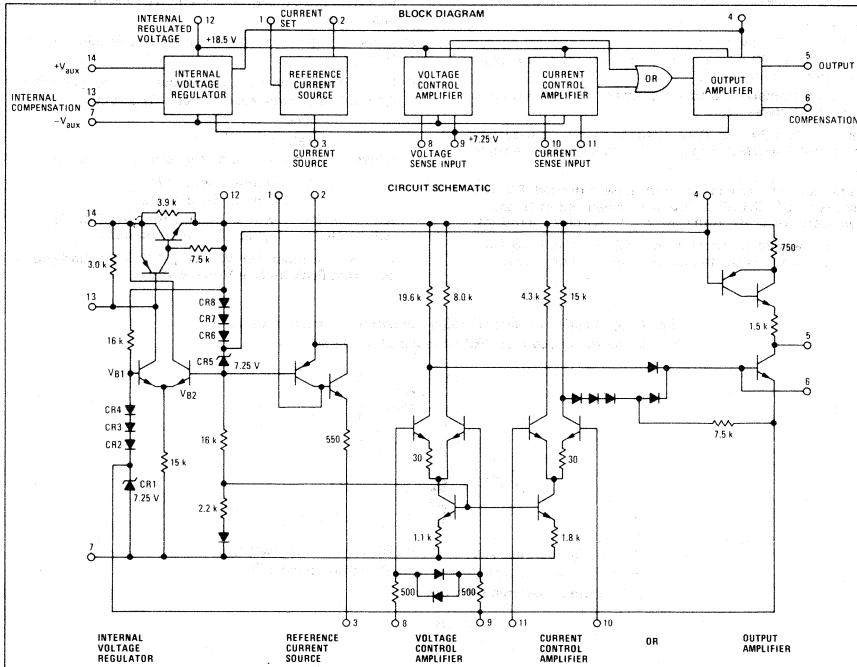 BLOCK DIAGRAM
INTERNAL
REGULATED
VOLTAGE
12
+18.5 V
1
CURRENT
SET
2
4
14
+Vaux
INTERNAL
COMPENSATION
13
7
-Vaux
INTERNAL
VOLTAGE
REGULATOR
REFERENCE
CURRENT
SOURCE
VOLTAGE
CONTROL
AMPLIFIER
CURRENT
CONTROL
AMPLIFIER
OR
OUTPUT
AMPLIFIER
5
OUTPUT
6
COMPENSATION
3
CURRENT
SOURCE
8
9
+7.25 V
VOLTAGE
SENSE INPUT
10
11
CURRENT
SENSE INPUT
CIRCUIT SCHEMATIC
14
3.9 k
12
1
2
4
3.0 k
7.5 k
750
13
CR8
CR7
CR6
CR5
7.25 V
19.6 k
8.0 k
4.3 k
15 k
1.5 k
5
16 k
VB1
VB2
6
CR4
CR3
CR2
16 k
550
7.5 k
30
30
CR1
7.25 V
15 k
2.2 k
1.1 k
1.8 k
7
500
500
3
8
9
11
10
INTERNAL
VOLTAGE
REGULATOR
REFERENCE
CURRENT
SOURCE
VOLTAGE
CONTROL
AMPLIFIER
CURRENT
CONTROL
AMPLIFIER
OR
OUTPUT
AMPLIFIER